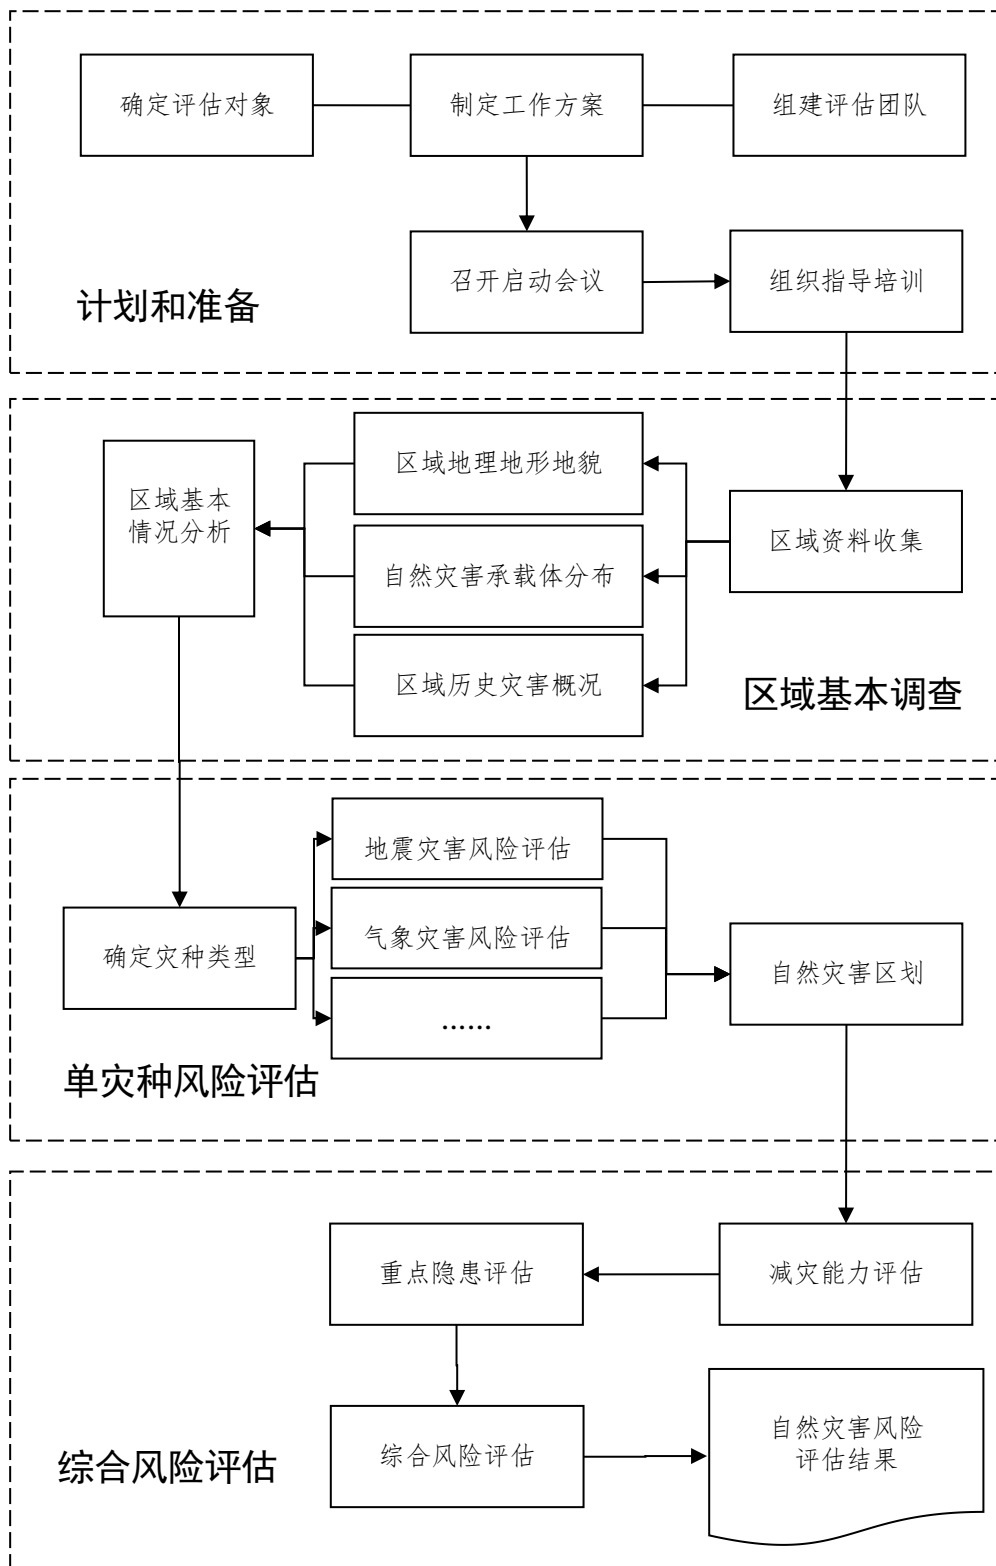 确定评估对象
制定工作方案
组建评估团队
召开启动会议
组织指导培训
计划和准备
区域基本
情况分析
区域地理地形地貌
自然灾害承载体分布
区域历史灾害概况
区域资料收集
区域基本调查
确定灾种类型
地震灾害风险评估
气象灾害风险评估
……
自然灾害区划
单灾种风险评估
重点隐患评估
减灾能力评估
综合风险评估
自然灾害风险
评估结果
综合风险评估